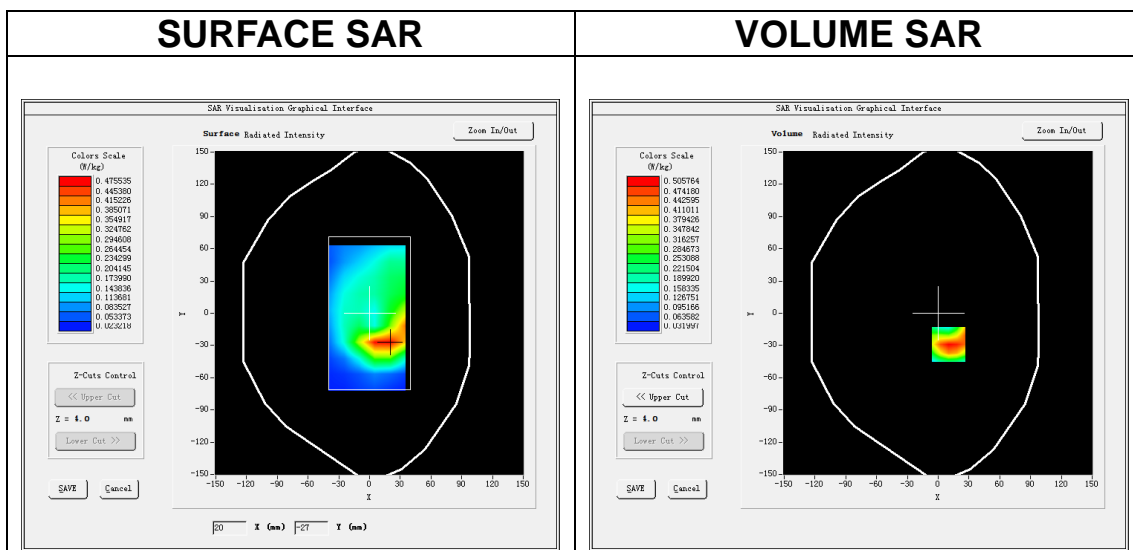 SURFACE SAR
VOLUME SAR
SAR Visualisation Graphical Interface
Surface Radiated Intensity
Zoom In/Out
Colors Scale
(W/kg)
0.475535
0.445380
0.415226
0.385071
0.354917
0.324762
0.294608
0.264454
0.234299
0.204145
0.173990
0.143836
0.113681
0.083527
0.053373
0.023218
150
120
90
60
30
0
-30
-60
-90
-120
-150
Y
-150 -120 -90 -60 -30 0 30 60 90 120 150
X
Z-Cuts Control
<< Upper Cut
Z = 4.0 mm
Lower Cut >>
SAVE Cancel
20 X (mm) -27 Y (mm)
SAR Visualisation Graphical Interface
Volume Radiated Intensity
Zoom In/Out
Colors Scale
(W/kg)
0.505764
0.474180
0.442595
0.411011
0.379426
0.347842
0.316257
0.284673
0.253088
0.221504
0.189920
0.158335
0.126751
0.095166
0.063582
0.031997
150
120
90
60
30
0
-30
-60
-90
-120
-150
Y
-150 -120 -90 -60 -30 0 30 60 90 120 150
X
Z-Cuts Control
<< Upper Cut
Z = 4.0 mm
Lower Cut >>
SAVE Cancel